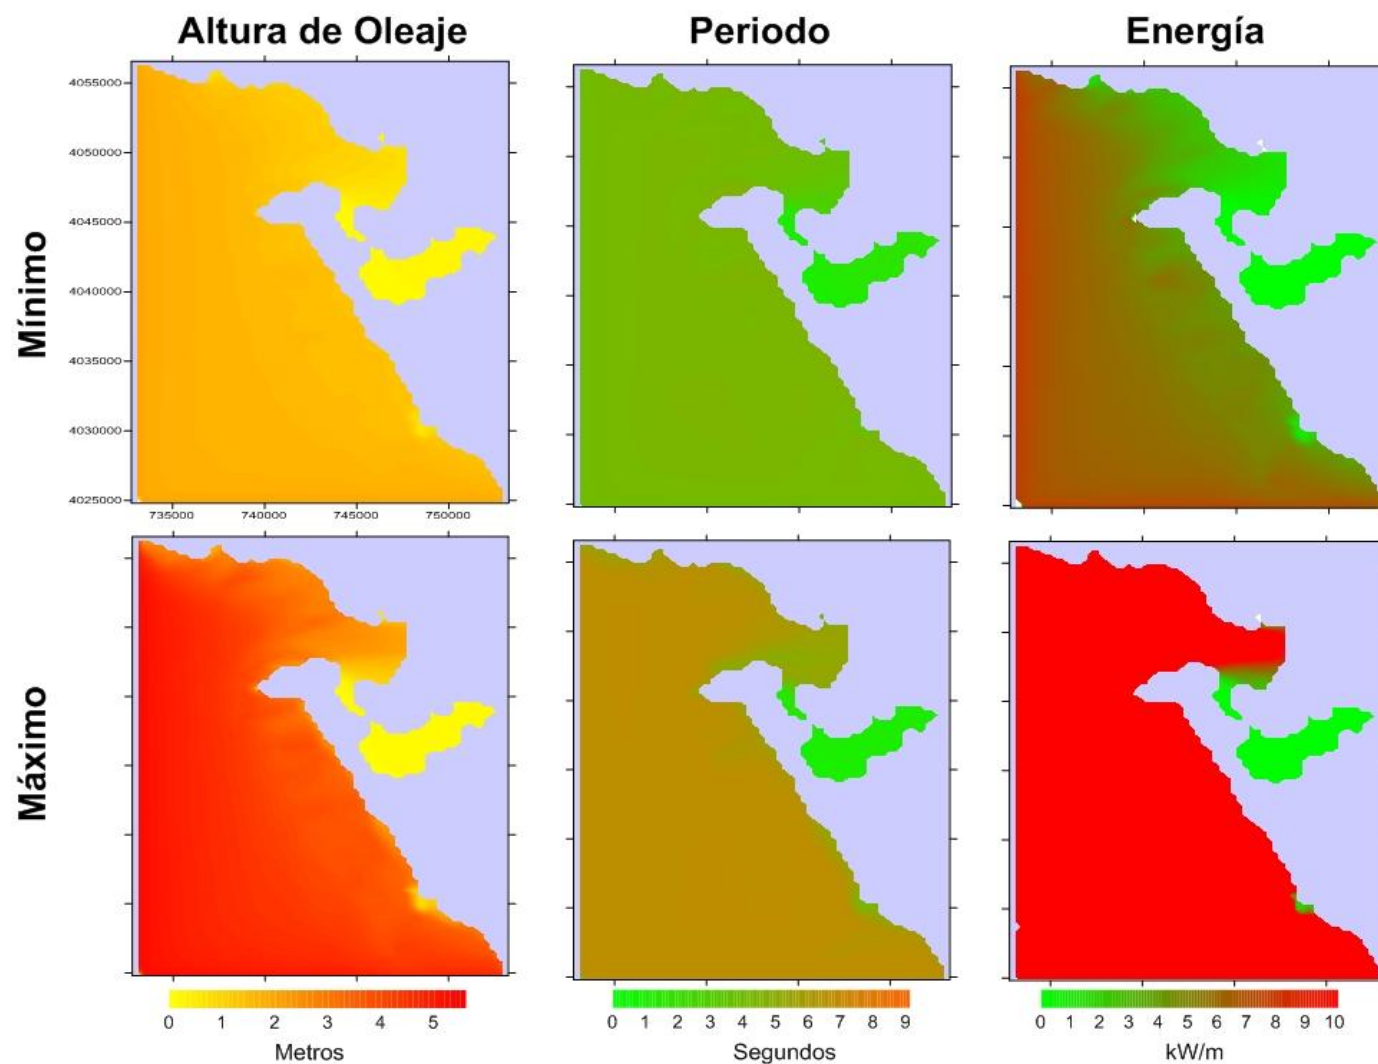 Altura de Oleaje Periodo Energía
Mínimo
4055000
4050000
4045000
4040000
4035000
4030000
4025000
735000 740000 745000 750000
Máximo
0 1 2 3 4 5
Metros
0 1 2 3 4 5 6 7 8 9
Segundos
0 1 2 3 4 5 6 7 8 9 10
kW/m